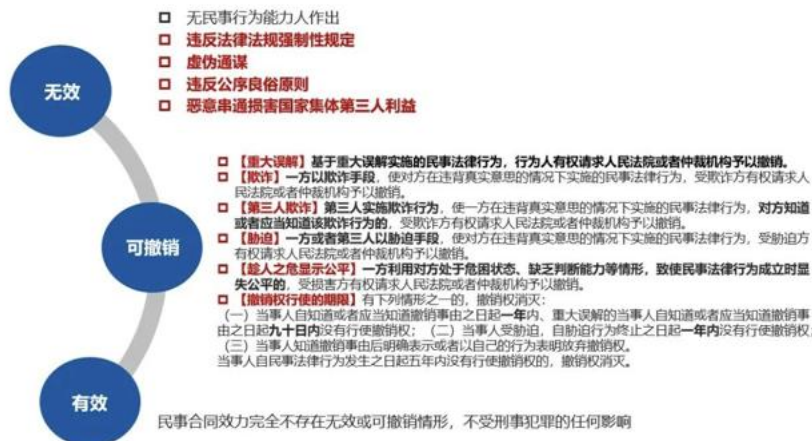 无效
□ 无民事行为能力人作出
□ 违反法律法规强制性规定
□ 虚伪通谋
□ 违反公序良俗原则
□ 恶意串通损害国家集体第三人利益
可撤销
□ 【重大误解】基于重大误解实施的民事法律行为，行为人有权请求人民法院或者仲裁机构予以撤销。
□ 【欺诈】一方以欺诈手段，使对方在违背真实意思的情况下实施的民事法律行为，受欺诈方有权请求人
民法院或者仲裁机构予以撤销。
□ 【第三人欺诈】第三人实施欺诈行为，使一方在违背真实意思的情况下实施的民事法律行为，对方知道
或者应当知道该欺诈行为的，受欺诈方有权请求人民法院或者仲裁机构予以撤销。
□ 【胁迫】一方或者第三人以胁迫手段，使对方在违背真实意思的情况下实施的民事法律行为，受胁迫方
有权请求人民法院或者仲裁机构予以撤销。
□ 【趁人之危显示公平】一方利用对方处于危困状态、缺乏判断能力等情形，致使民事法律行为成立时显
失公平的，受损害方有权请求人民法院或者仲裁机构予以撤销。
□ 【撤销权行使的期限】有下列情形之一的，撤销权消灭：
（一）当事人自知道或者应当知道撤销事由之日起一年内、重大误解的当事人自知道或者应当知道撤销事
由之日起九十日内没有行使撤销权；（二）当事人受胁迫，自胁迫行为终止之日起一年内没有行使撤销权，
（三）当事人知道撤销事由后明确表示或者以自己的行为表明放弃撤销权。
当事人自民事法律行为发生之日起五年内没有行使撤销权的，撤销权消灭。
有效
民事合同效力完全不存在无效或可撤销情形，不受刑事犯罪的任何影响